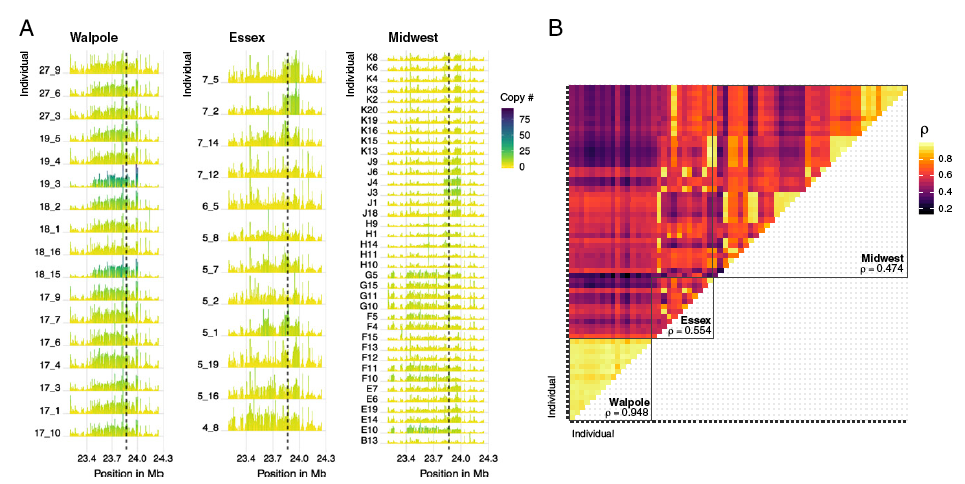 A
B
Walpole
Essex
Midwest
Individual
27_9
27_6
27_3
19_5
19_4
19_3
18_2
18_1
18_16
18_15
17_9
17_7
17_6
17_4
17_3
17_1
17_10
23.4 23.7 24.0 24.3
Position in Mb
Individual
7_5
7_2
7_14
7_12
6_5
5_8
5_7
5_2
5_1
5_19
5_16
4_8
23.4 23.7 24.0 24.3
Position in Mb
Individual
K8
K6
K4
K3
K2
K20
K19
K16
K15
K13
J9
J6
J4
J3
J1
J18
H9
H1
H14
H11
H10
G5
G15
G11
G10
F5
F4
F15
F13
F12
F11
F10
E7
E6
E19
E14
E10
B13
23.4 23.7 24.0 24.3
Position in Mb
Copy #
75
50
25
0
Individual
Individual
Midwest
ρ = 0.474
Essex
ρ = 0.554
Walpole
ρ = 0.948
ρ
0.8
0.6
0.4
0.2